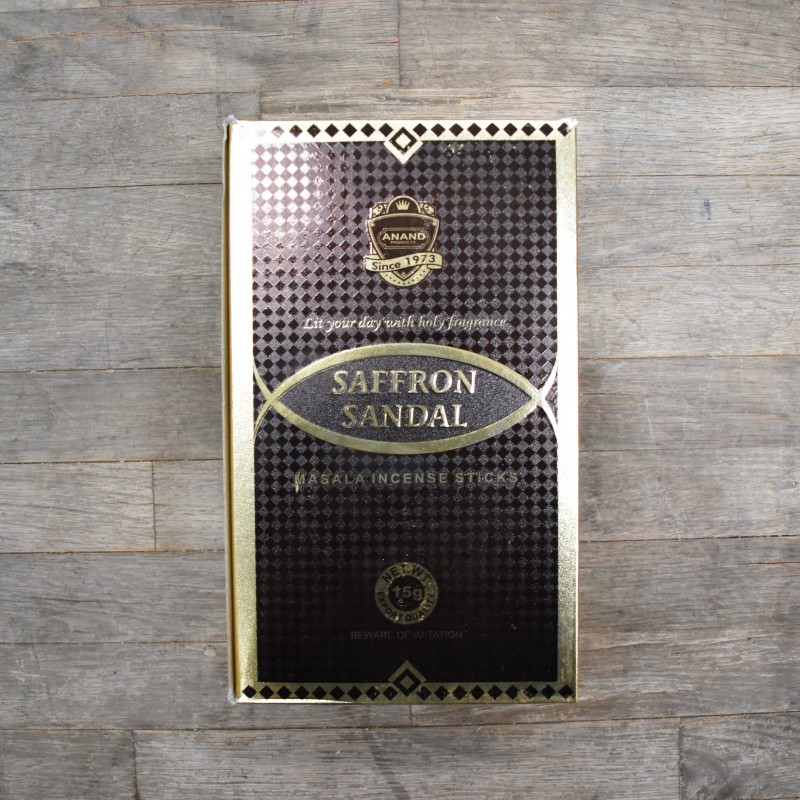 ANAND
PRODUCTS
Since 1973
Lit your day with holy fragrance
SAFFRON
SANDAL
MASALA INCENSE STICKS
NET WT.
15g
EXPORT QUALITY
BEWARE OF IMITATION